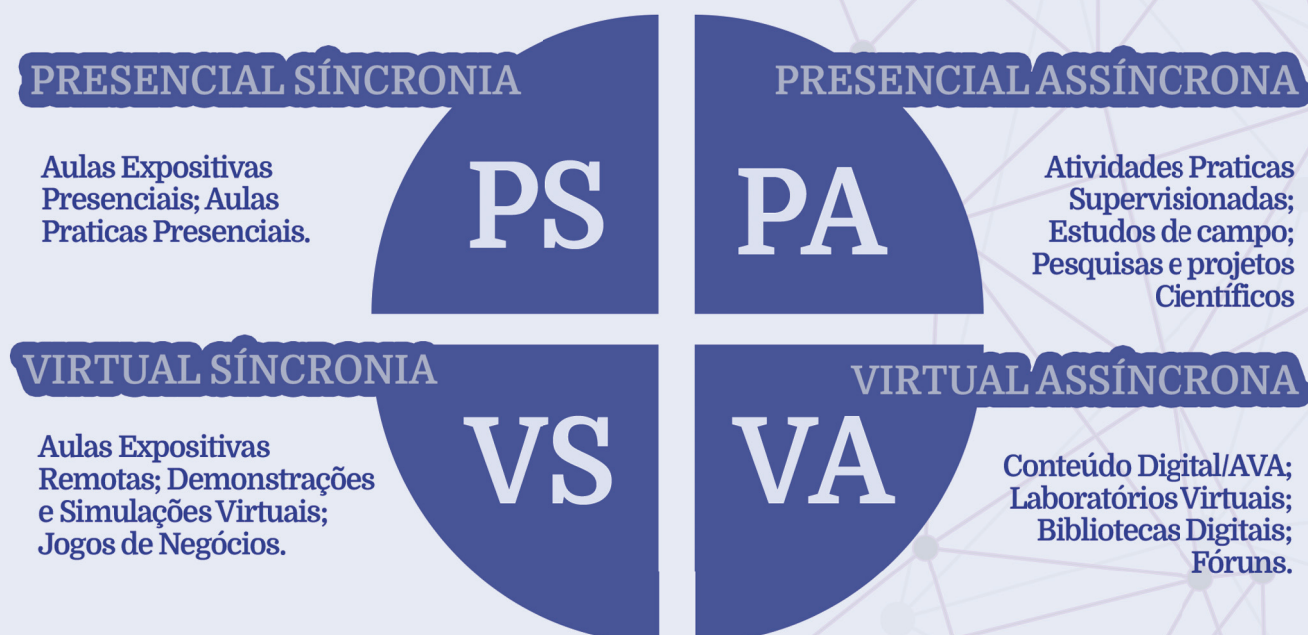 PRESENCIAL SÍNCRONIA
Aulas Expositivas
Presenciais; Aulas
Praticas Presenciais.
PS
PRESENCIAL ASSÍNCRONA
PA
Atividades Praticas
Supervisionadas;
Estudos de campo;
Pesquisas e projetos
Científicos
VIRTUAL SÍNCRONIA
Aulas Expositivas
Remotas; Demonstrações
e Simulações Virtuais;
Jogos de Negócios.
VS
VIRTUAL ASSÍNCRONA
VA
Conteúdo Digital/AVA;
Laboratórios Virtuais;
Bibliotecas Digitais;
Fóruns.